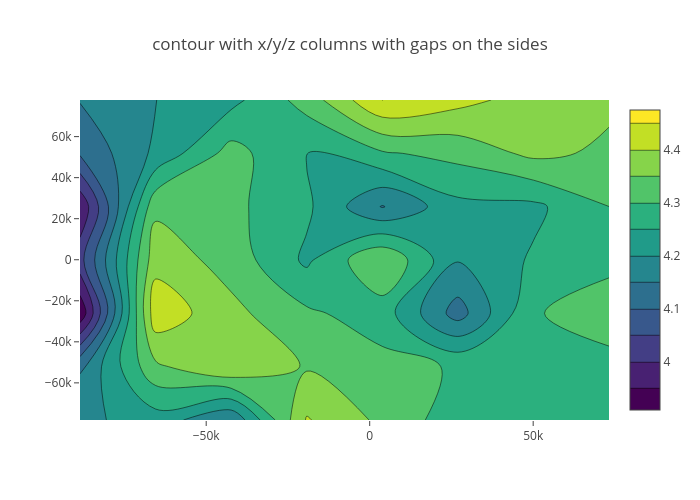 contour with x/y/z columns with gaps on the sides
60k
40k
20k
0
−20k
−40k
−60k
−50k
0
50k
4.4
4.3
4.2
4.1
4